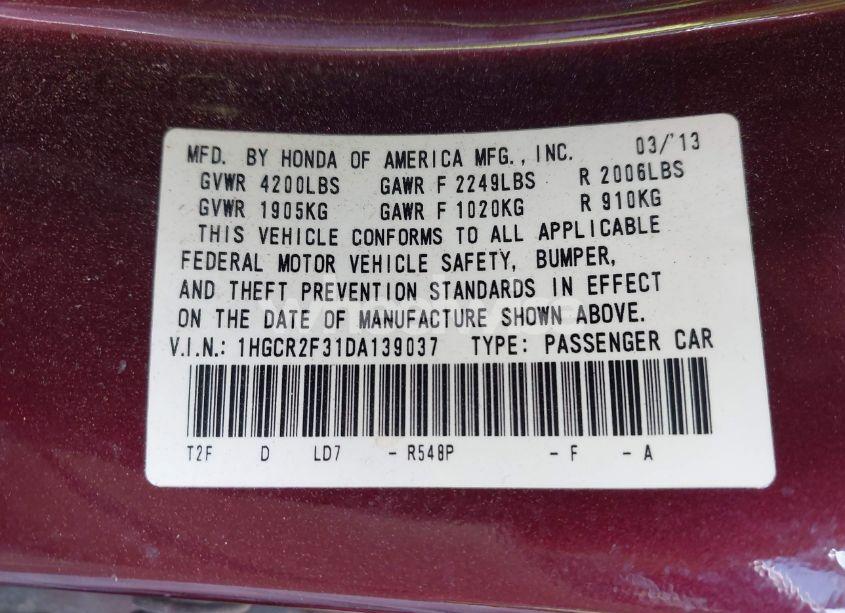 MFD. BY HONDA OF AMERICA MFG., INC. 03/'13
GVWR 4200LBS GAWR F 2249LBS R 2006LBS
GVWR 1905KG GAWR F 1020KG R 910KG
THIS VEHICLE CONFORMS TO ALL APPLICABLE
FEDERAL MOTOR VEHICLE SAFETY, BUMPER,
AND THEFT PREVENTION STANDARDS IN EFFECT
ON THE DATE OF MANUFACTURE SHOWN ABOVE.
V.I.N.: 1HGCR2F31DA139037 TYPE: PASSENGER CAR
T2F D LD7 - R548P - F - A